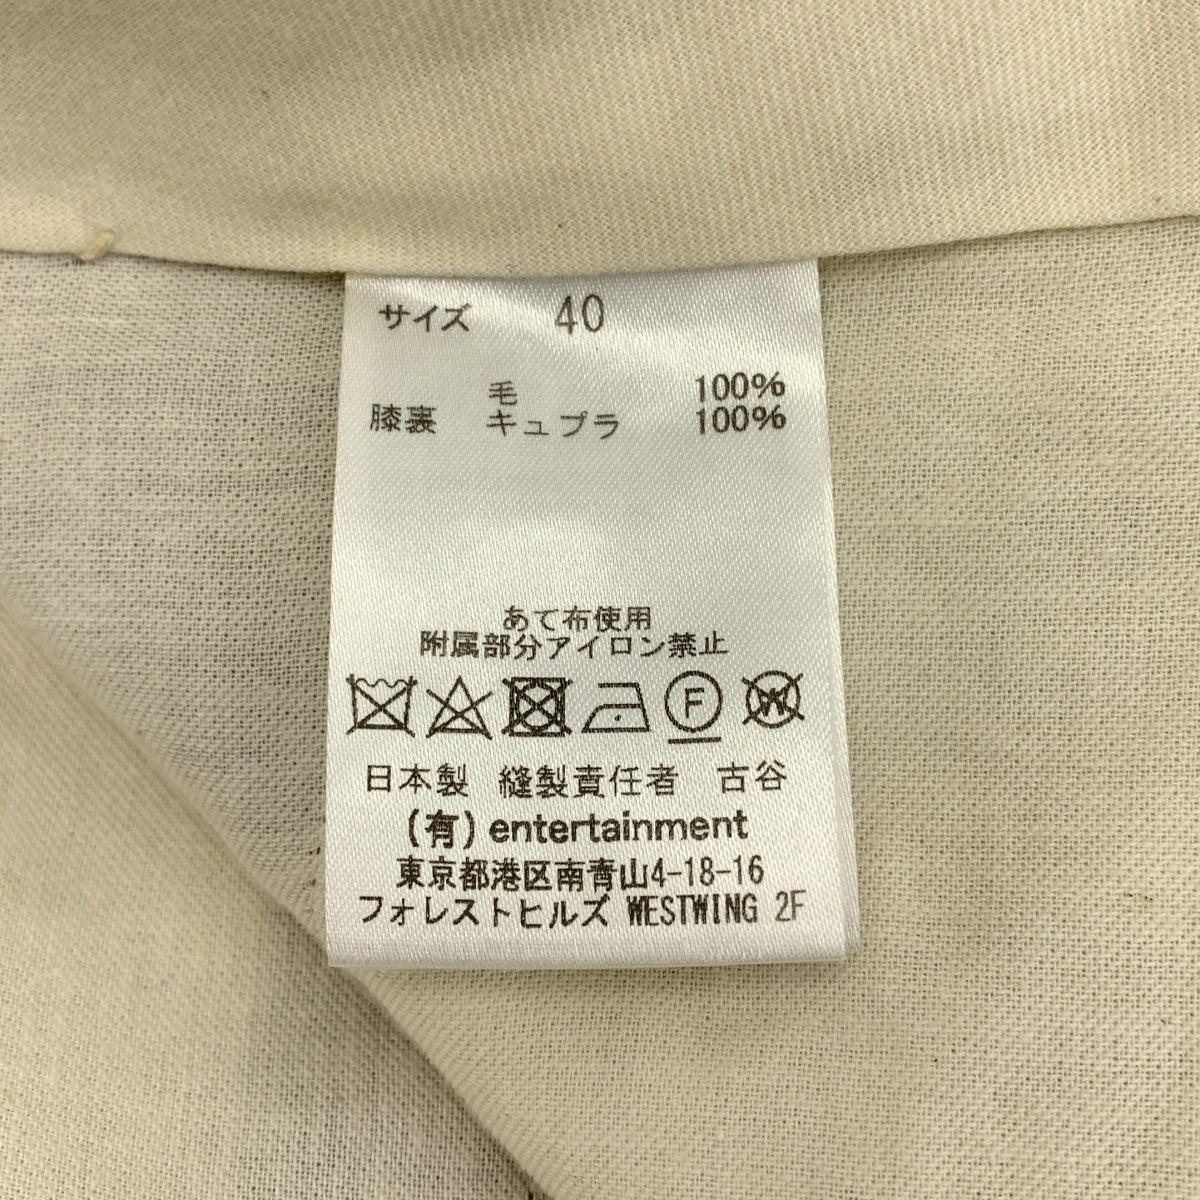 サイズ 40
毛 100%
膝裏 キュプラ 100%
あて布使用
附属部分アイロン禁止
F W
日本製 縫製責任者 古谷
(有) entertainment
東京都港区南青山4-18-16
フォレストヒルズ WESTWING 2F